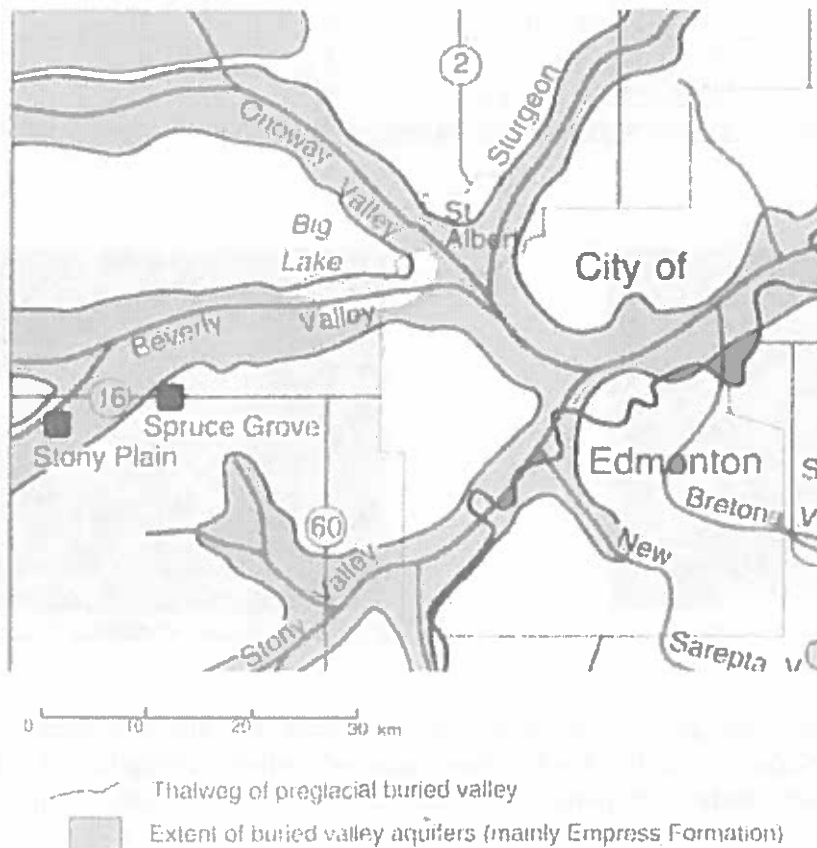 2
Sturgeon
Onoway
Valley
St
Albert
Big
Lake
City of
Beverly
Valley
16
Spruce Grove
Stony Plain
Edmonton
S
Breton
V
60
New
Valley
Stony
Sarepta V.
0 10 20 30 km
Thalweg of preglacial buried valley
Extent of buried valley aquifers (mainly Empress Formation)